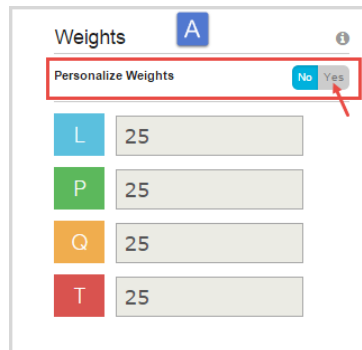 Weights A
Personalize Weights No Yes
L 25
P 25
Q 25
T 25